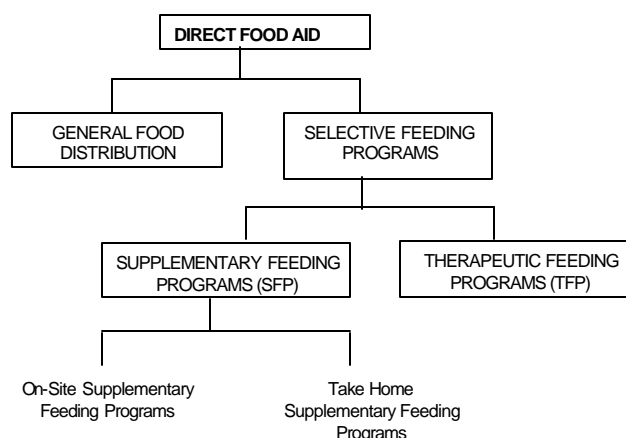 DIRECT FOOD AID
GENERAL FOOD
DISTRIBUTION
SELECTIVE FEEDING
PROGRAMS
SUPPLEMENTARY FEEDING
PROGRAMS (SFP)
THERAPEUTIC FEEDING
PROGRAMS (TFP)
On-Site Supplementary
Feeding Programs
Take Home
Supplementary Feeding
Programs